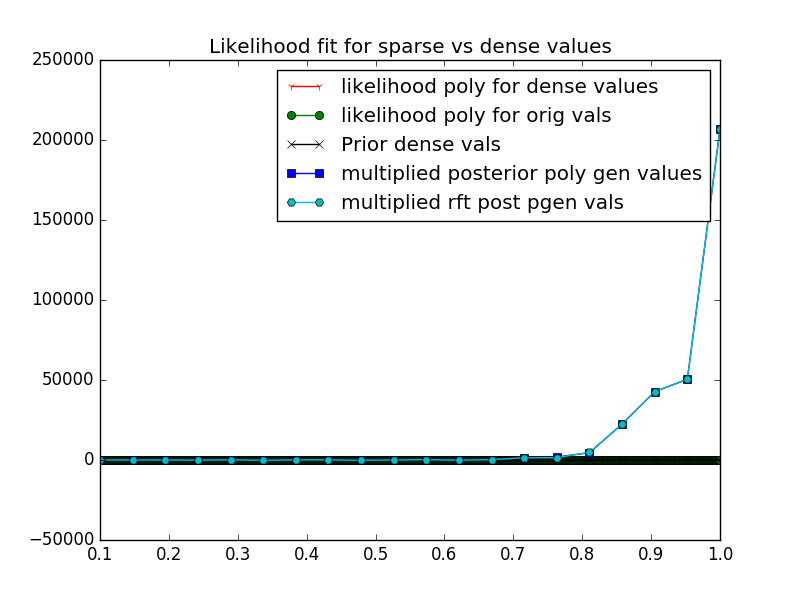 Likelihood fit for sparse vs dense values
250000
200000
150000
100000
50000
0
−50000
likelihood poly for dense values
likelihood poly for orig vals
Prior dense vals
multiplied posterior poly gen values
multiplied rft post pgen vals
0.1 0.2 0.3 0.4 0.5 0.6 0.7 0.8 0.9 1.0